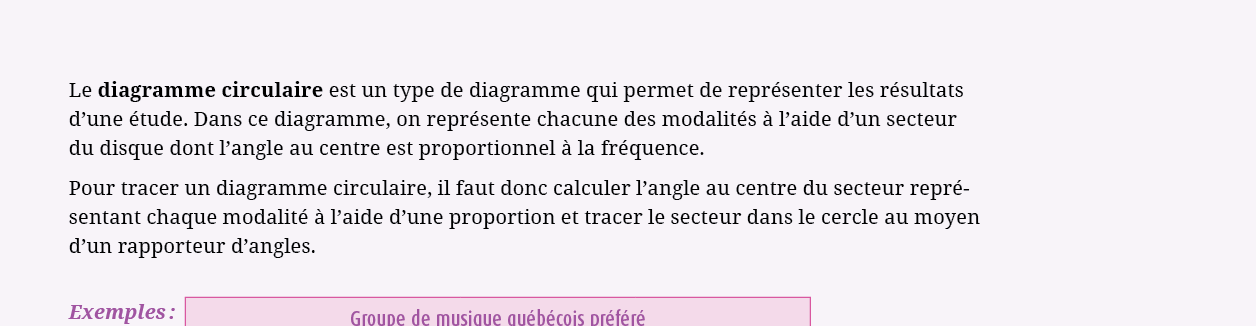 Le diagramme circulaire est un type de diagramme qui permet de représenter les résultats
d’une étude. Dans ce diagramme, on représente chacune des modalités à l’aide d’un secteur
du disque dont l’angle au centre est proportionnel à la fréquence.
Pour tracer un diagramme circulaire, il faut donc calculer l’angle au centre du secteur repré-
sentant chaque modalité à l’aide d’une proportion et tracer le secteur dans le cercle au moyen
d’un rapporteur d’angles.
Exemples :
Groupe de musique québécois préféré